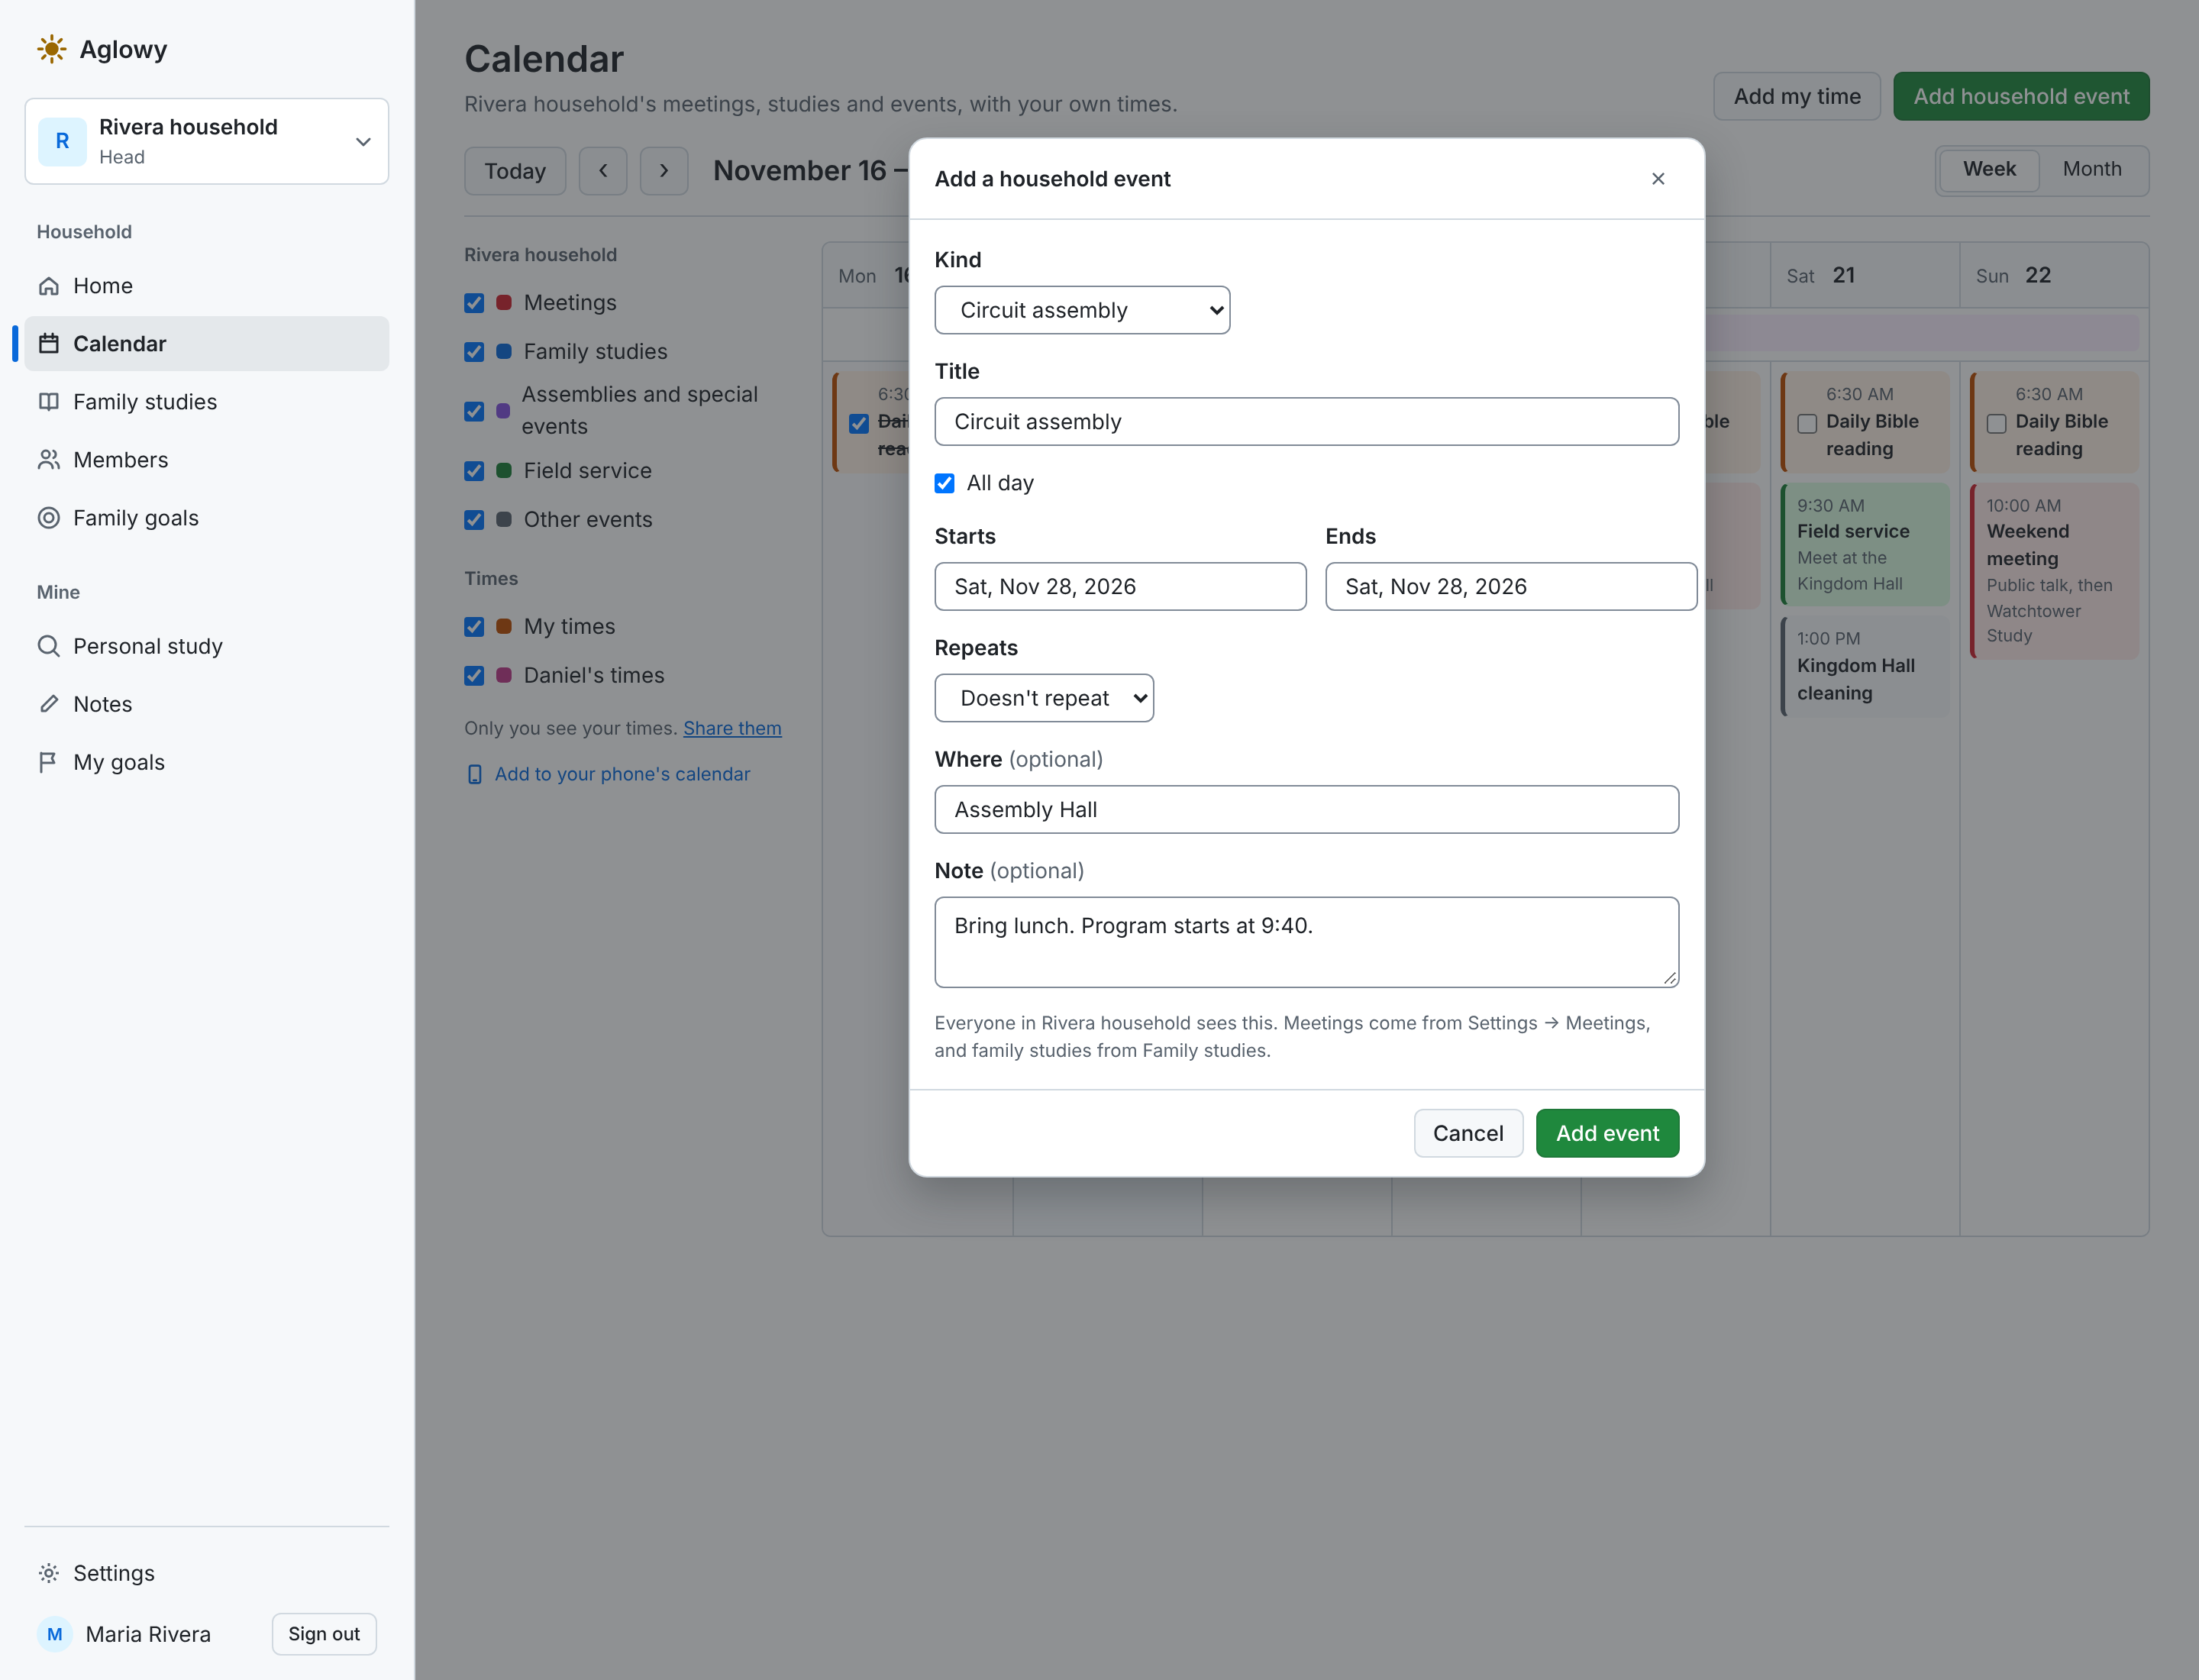 Aglowy
R
Rivera household
Head
Household
Home
Calendar
Family studies
Members
Family goals
Mine
Personal study
Notes
My goals
Settings
M
Maria Rivera
Sign out
Calendar
Rivera household's meetings, studies and events, with your own times.
Add my time
Add household event
Today
November 16 –
Week
Month
Rivera household
Meetings
Family studies
Assemblies and special
events
Field service
Other events
Times
My times
Daniel's times
Only you see your times. Share them
Add to your phone's calendar
Mon
Sat 21
Sun 22
6:30 AM
Daily Bible
reading
9:30 AM
Field service
Meet at the
Kingdom Hall
1:00 PM
Kingdom Hall
cleaning
6:30 AM
Daily Bible
reading
10:00 AM
Weekend
meeting
Public talk, then
Watchtower
Study
Add a household event
Kind
Circuit assembly
Title
Circuit assembly
All day
Starts
Ends
Sat, Nov 28, 2026
Sat, Nov 28, 2026
Repeats
Doesn't repeat
Where (optional)
Assembly Hall
Note (optional)
Bring lunch. Program starts at 9:40.
Everyone in Rivera household sees this. Meetings come from Settings → Meetings,
and family studies from Family studies.
Cancel
Add event